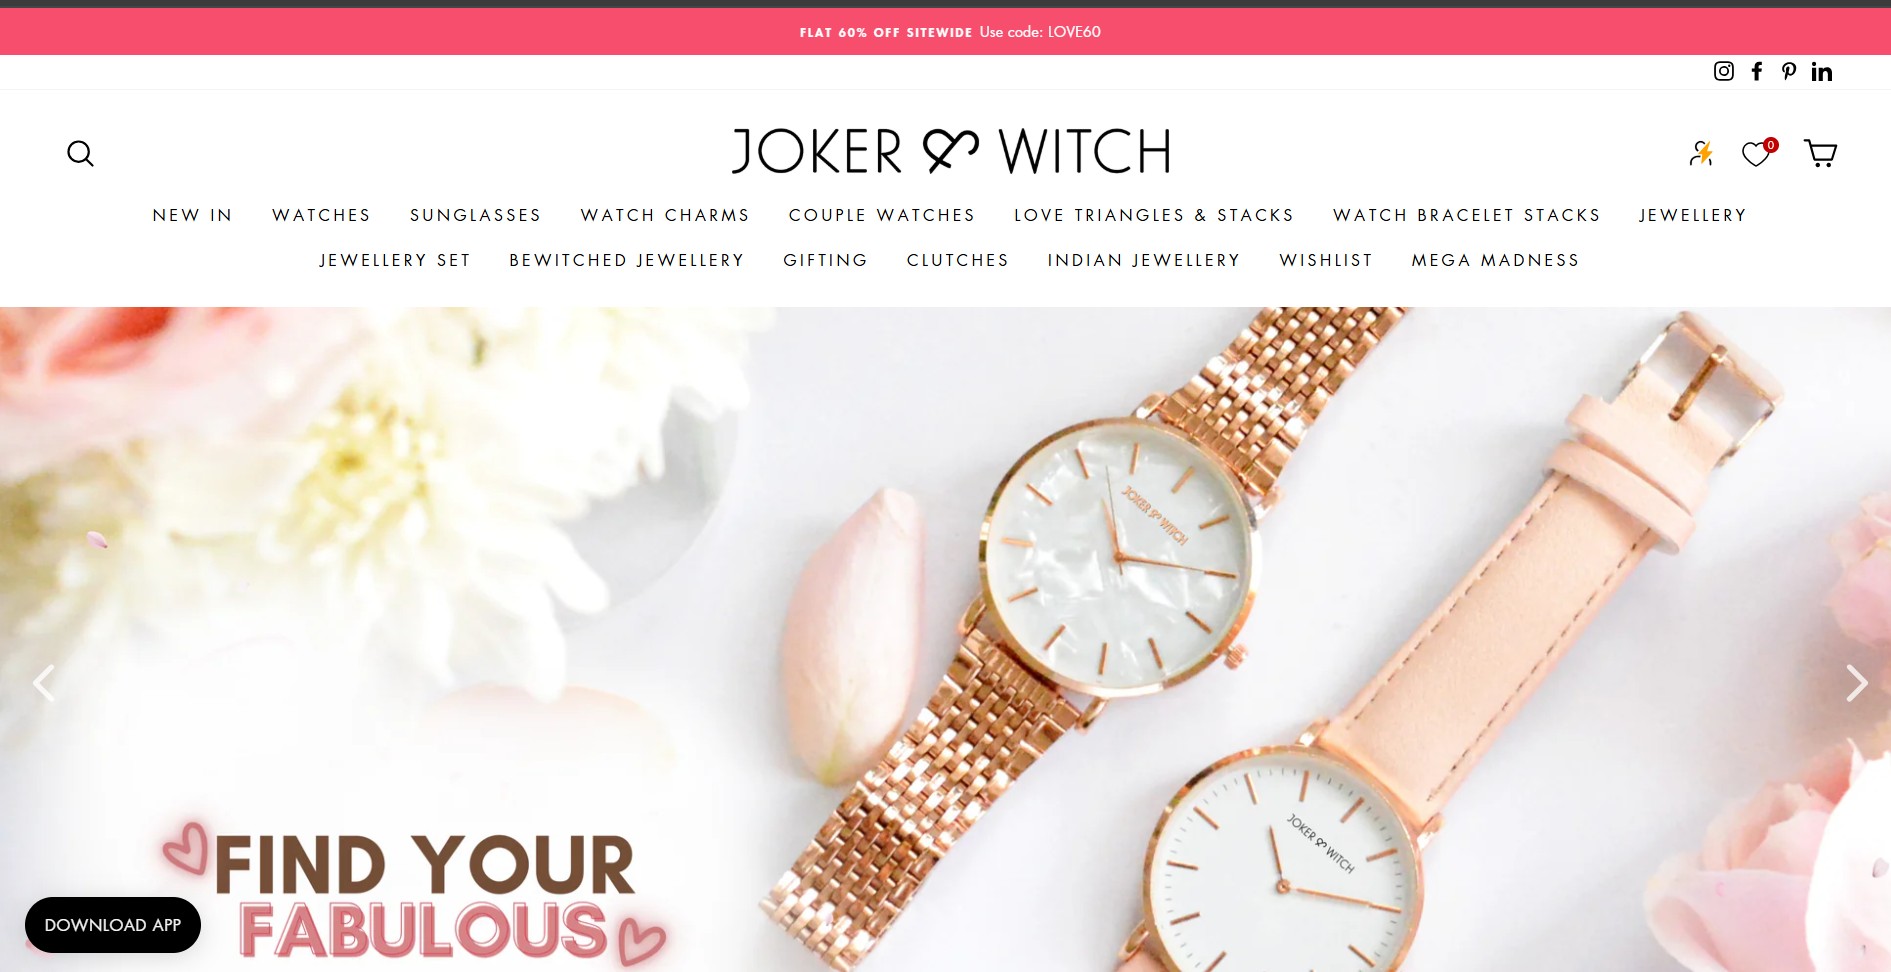 FLAT 60% OFF SITEWIDE Use code: LOVE60
JOKER & WITCH
0
NEW IN WATCHES SUNGLASSES WATCH CHARMS COUPLE WATCHES LOVE TRIANGLES & STACKS WATCH BRACELET STACKS JEWELLERY
JEWELLERY SET BEWITCHED JEWELLERY GIFTING CLUTCHES INDIAN JEWELLERY WISHLIST MEGA MADNESS
JOKER & WITCH
JOKER & WITCH
FIND YOUR
FABULOUS
DOWNLOAD APP